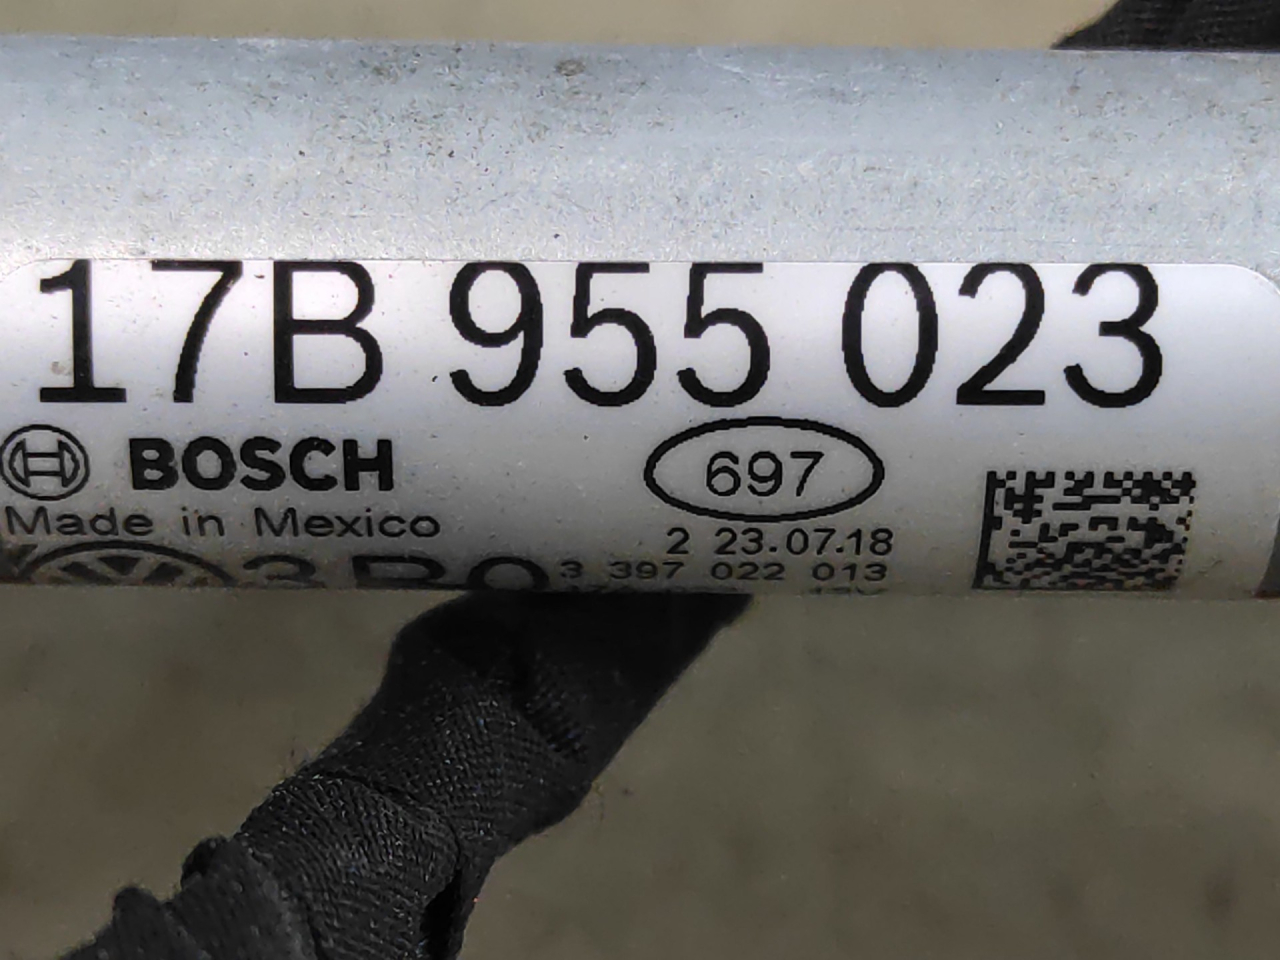 17B 955 023
BOSCH
697
Made in Mexico
2 23.07.18
3 397 022 013